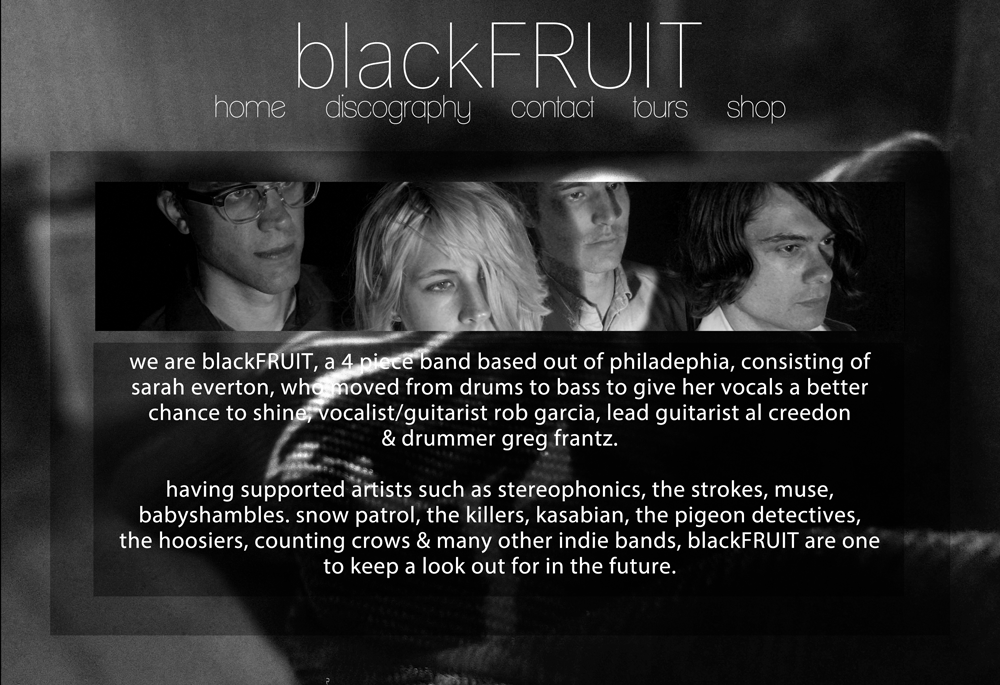 blackFRUIT
home discography contact tours shop
we are blackFRUIT, a 4 piece band based out of philadephia, consisting of
sarah everton, who moved from drums to bass to give her vocals a better
chance to shine, vocalist/guitarist rob garcia, lead guitarist al creedon
& drummer greg frantz.
having supported artists such as stereophonics, the strokes, muse,
babyshambles. snow patrol, the killers, kasabian, the pigeon detectives,
the hoosiers, counting crows & many other indie bands, blackFRUIT are one
to keep a look out for in the future.